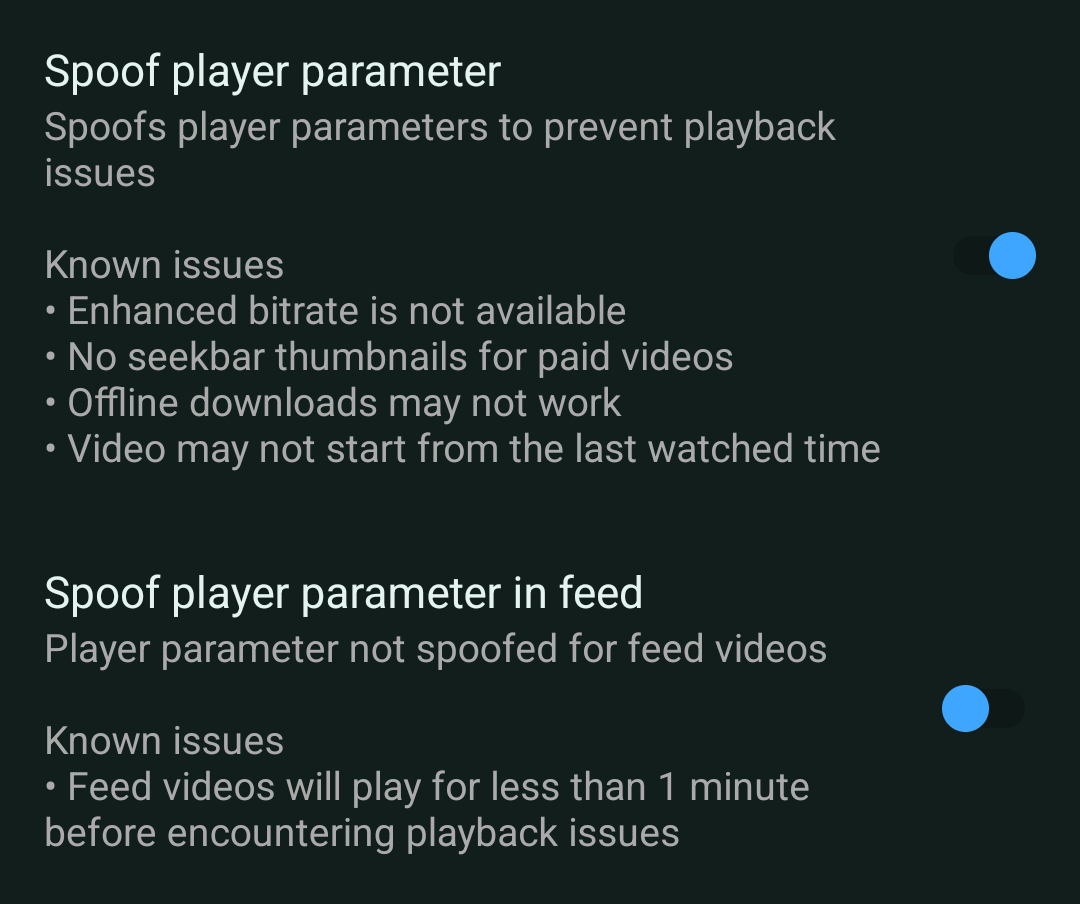 Spoof player parameter
Spoofs player parameters to prevent playback
issues
Known issues
• Enhanced bitrate is not available
• No seekbar thumbnails for paid videos
• Offline downloads may not work
• Video may not start from the last watched time
Spoof player parameter in feed
Player parameter not spoofed for feed videos
Known issues
• Feed videos will play for less than 1 minute
before encountering playback issues